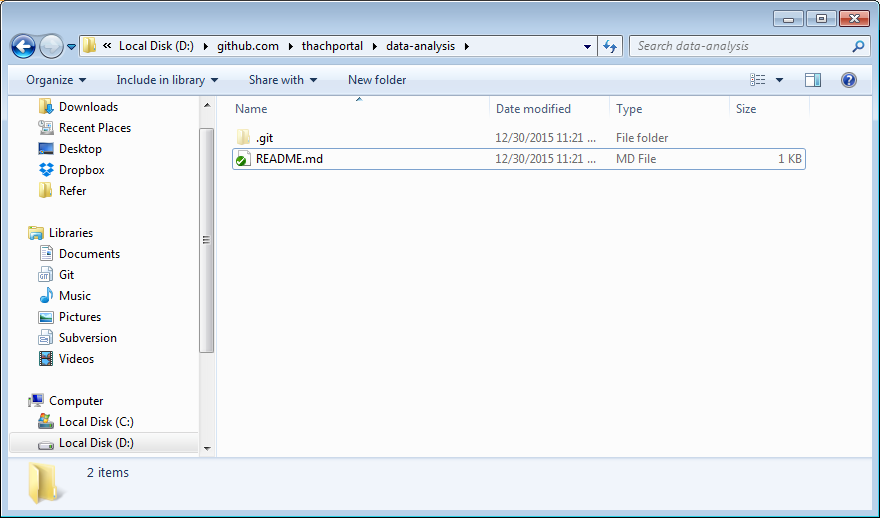 « Local Disk (D:) github.com thachportal data-analysis Search data-analysis
Organize Include in library Share with New folder
Downloads
Recent Places
Desktop
Dropbox
Refer
Libraries
Documents
Git
Music
Pictures
Subversion
Videos
Computer
Local Disk (C:)
Local Disk (D:)
Name Date modified Type Size
.git 12/30/2015 11:21 ... File folder
README.md 12/30/2015 11:21 ... MD File 1 KB
2 items